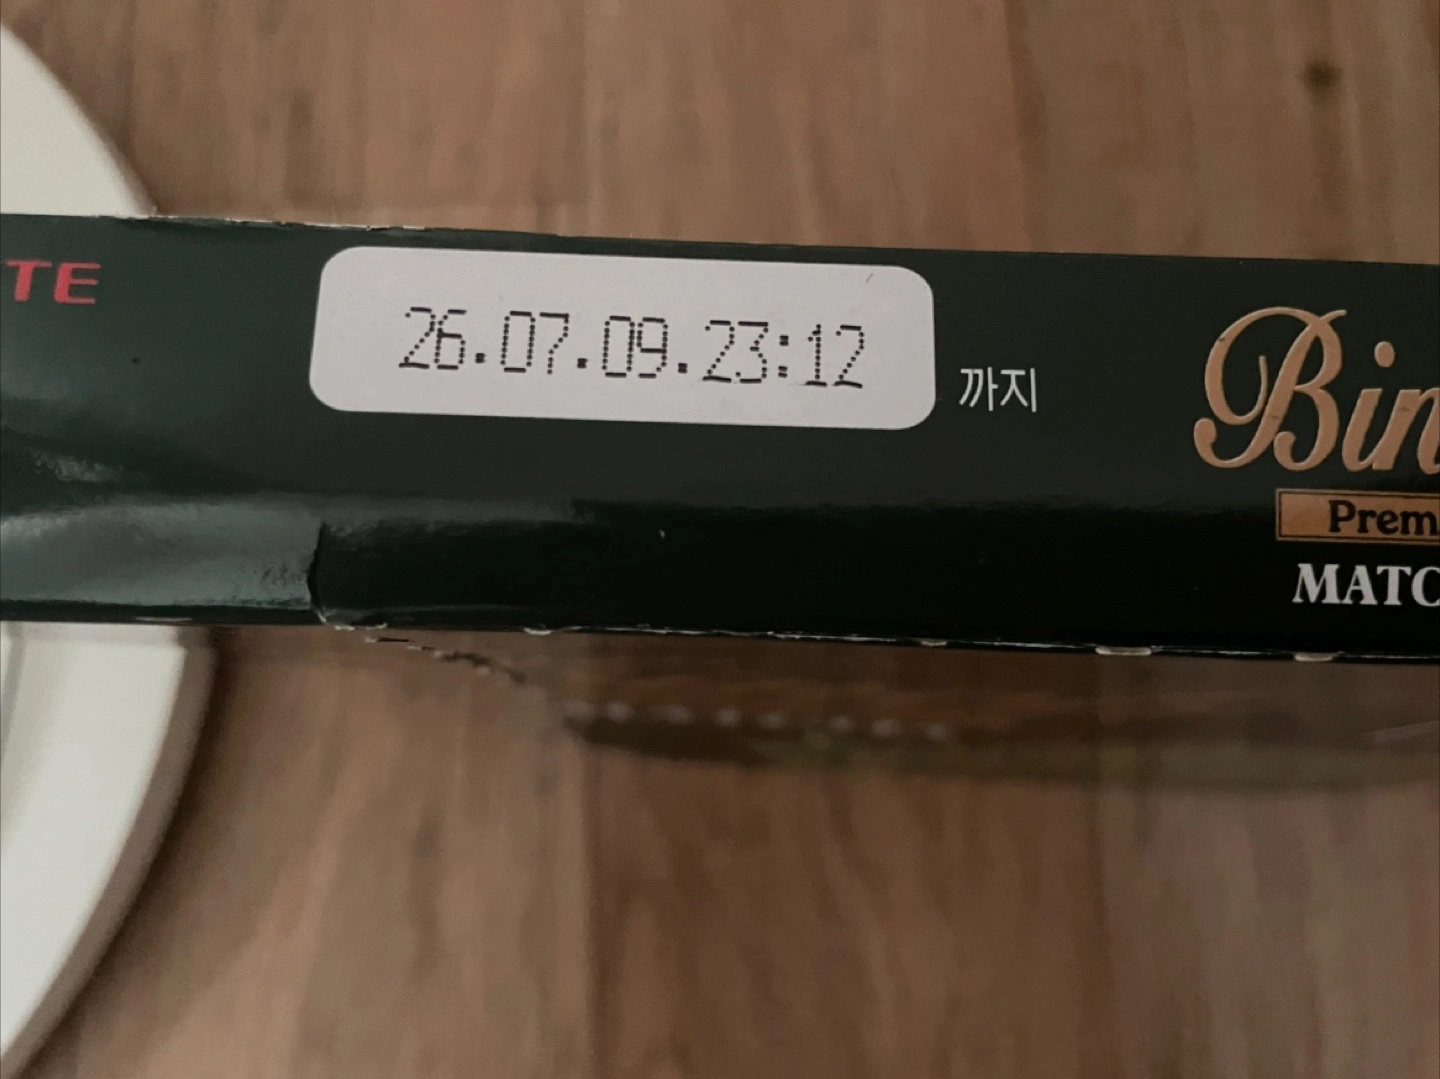 TE
26.07.09.23:12
까지
Bin
Prem
MATC